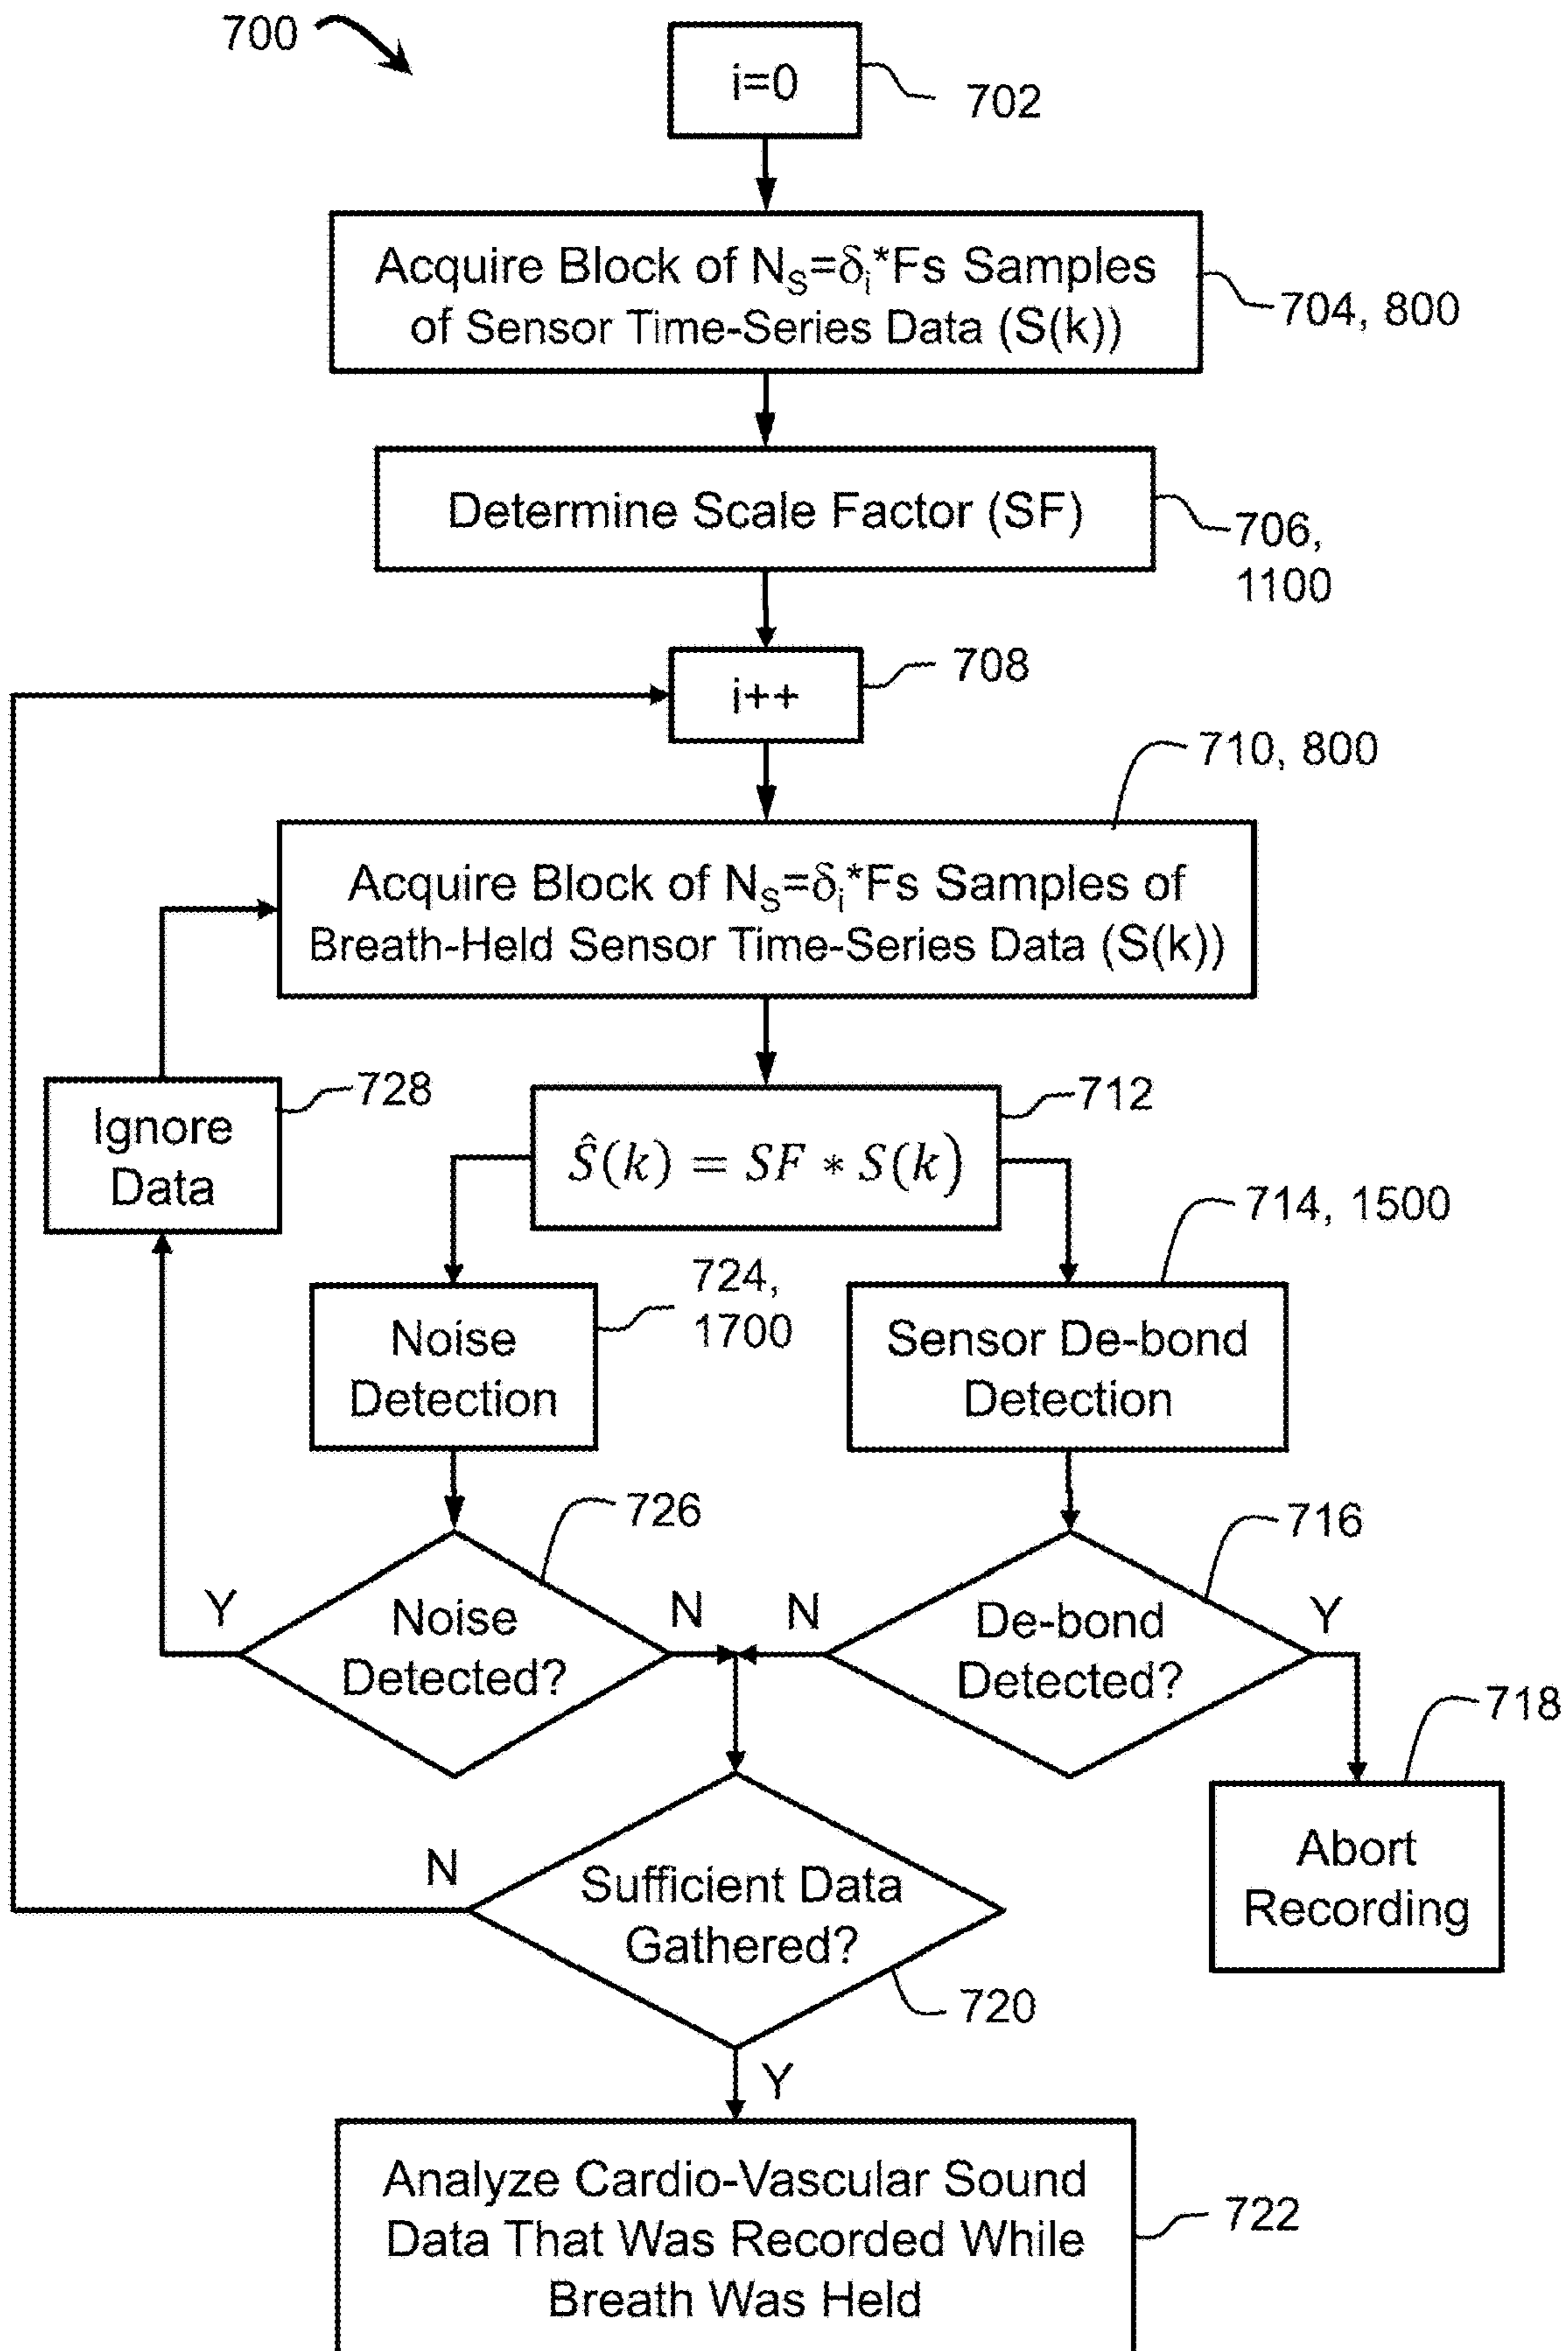 700
i=0
702
Acquire Block of N_S=δ_i*Fs Samples
of Sensor Time-Series Data (S(k))
704, 800
Determine Scale Factor (SF)
706,
1100
i++
708
710, 800
Acquire Block of N_S=δ_i*Fs Samples of
Breath-Held Sensor Time-Series Data (S(k))
Ignore
Data
728
Ŝ(k) = SF * S(k)
712
714, 1500
724,
1700
Noise
Detection
Sensor De-bond
Detection
726
716
Y
Noise
Detected?
N
N
De-bond
Detected?
Y
718
Abort
Recording
N
Sufficient Data
Gathered?
720
Y
Analyze Cardio-Vascular Sound
Data That Was Recorded While
Breath Was Held
722